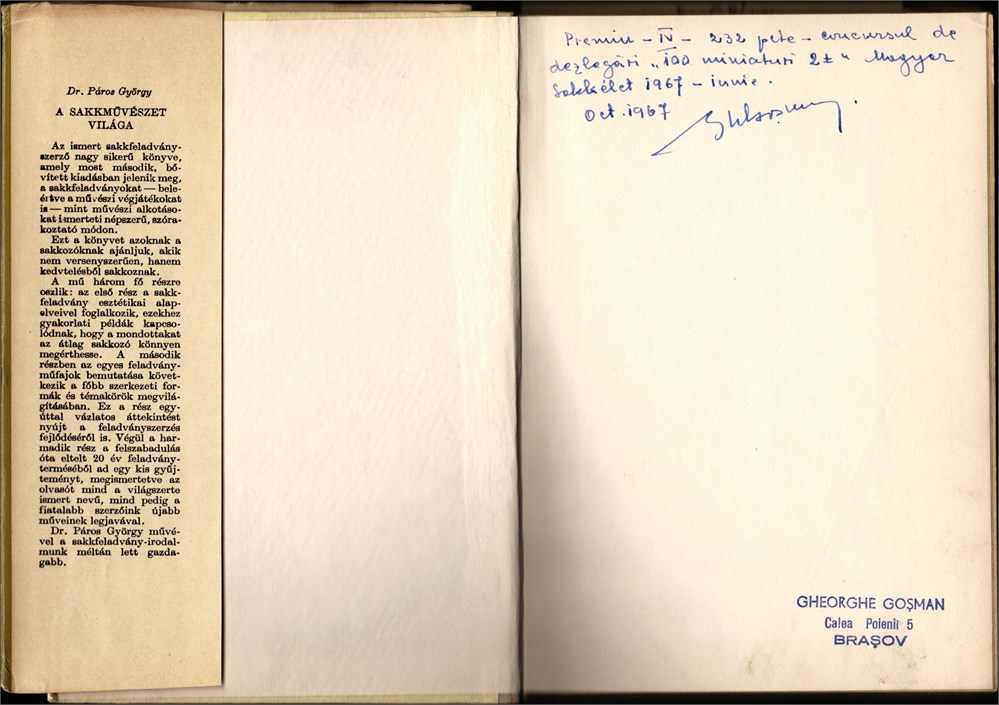 Dr. Páros György
A SAKKMŰVÉSZET
VILÁGA
Az ismert sakkfeladvány-
szerző nagy sikerű könyve,
amely most második, bő-
vített kiadásban jelenik meg,
a sakkfeladványokat — bele-
értve a művészi végjátékokat
is — mint művészi alkotáso-
kat ismerteti népszerű, szóra-
koztató módon.
Ezt a könyvet azoknak a
sakkozóknak ajánljuk, akik
nem versenyszerűen, hanem
kedvtelésből sakkoznak.
A mű három fő részre
oszlik: az első rész a sakk-
feladvány esztétikai alap-
elveivel foglalkozik, ezekhez
gyakorlati példák kapcso-
lódnak, hogy a mondottakat
az átlag sakkozó könnyen
megérthesse. A második
részben az egyes feladvány-
műfajok bemutatása követ-
kezik a főbb szerkezeti for-
mák és témakörök megvilá-
gításában. Ez a rész egy-
úttal vázlatos áttekintést
nyújt a feladványszerzés
fejlődéséről is. Végül a har-
madik rész a felszabadulás
óta eltelt 20 év feladvány-
terméséből ad egy kis gyűj-
teményt, megismertetve az
olvasót mind a világszerte
ismert nevű, mind pedig a
fiatalabb szerzőink újabb
műveinek legjavával.
Dr. Páros György művé-
vel a sakkfeladvány-irodal-
munk méltán lett gazda-
gabb.
Premiu – IV – 232 pcte – concursul de
dezlegări „100 miniaturi 2±" Magyar
Sakkélet 1967 – iunie.
Oct. 1967
GHEORGHE GOȘMAN
Calea Poienii 5
BRAȘOV